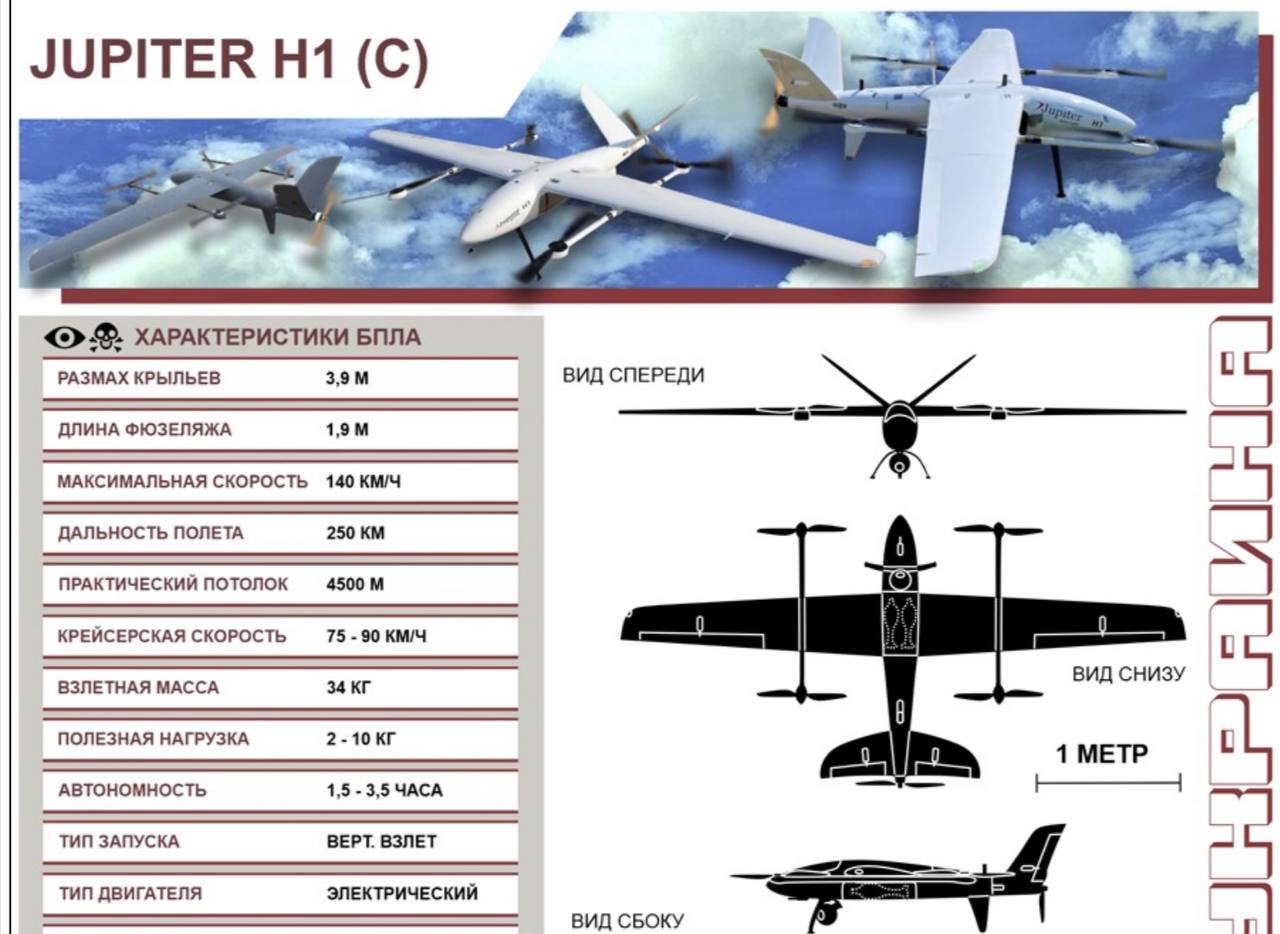 JUPITER H1 (C)
Jupiter H1
ХАРАКТЕРИСТИКИ БПЛА
РАЗМАХ КРЫЛЬЕВ 3,9 М
ДЛИНА ФЮЗЕЛЯЖА 1,9 М
МАКСИМАЛЬНАЯ СКОРОСТЬ 140 КМ/Ч
ДАЛЬНОСТЬ ПОЛЕТА 250 КМ
ПРАКТИЧЕСКИЙ ПОТОЛОК 4500 М
КРЕЙСЕРСКАЯ СКОРОСТЬ 75 - 90 КМ/Ч
ВЗЛЕТНАЯ МАССА 34 КГ
ПОЛЕЗНАЯ НАГРУЗКА 2 - 10 КГ
АВТОНОМНОСТЬ 1,5 - 3,5 ЧАСА
ТИП ЗАПУСКА ВЕРТ. ВЗЛЕТ
ТИП ДВИГАТЕЛЯ ЭЛЕКТРИЧЕСКИЙ
ВИД СПЕРЕДИ
ВИД СНИЗУ
1 МЕТР
ВИД СБОКУ
УКРАИНА